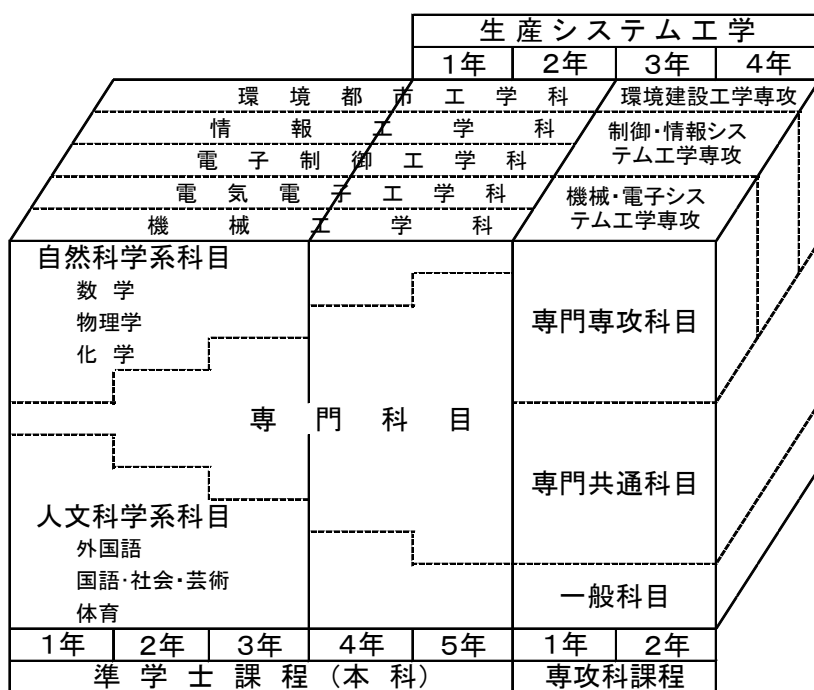 生産システム工学
1年 2年 3年 4年
環境都市工学科 環境建設工学専攻
情報工学科 制御・情報シス
テム工学専攻
電子制御工学科
電気電子工学科 機械・電子シス
テム工学専攻
機械工学科
自然科学系科目
数学
物理学
化学
専門専攻科目
専門科目
専門共通科目
人文科学系科目
外国語
国語・社会・芸術
体育
一般科目
1年 2年 3年 4年 5年 1年 2年
準学士課程(本科) 専攻科課程